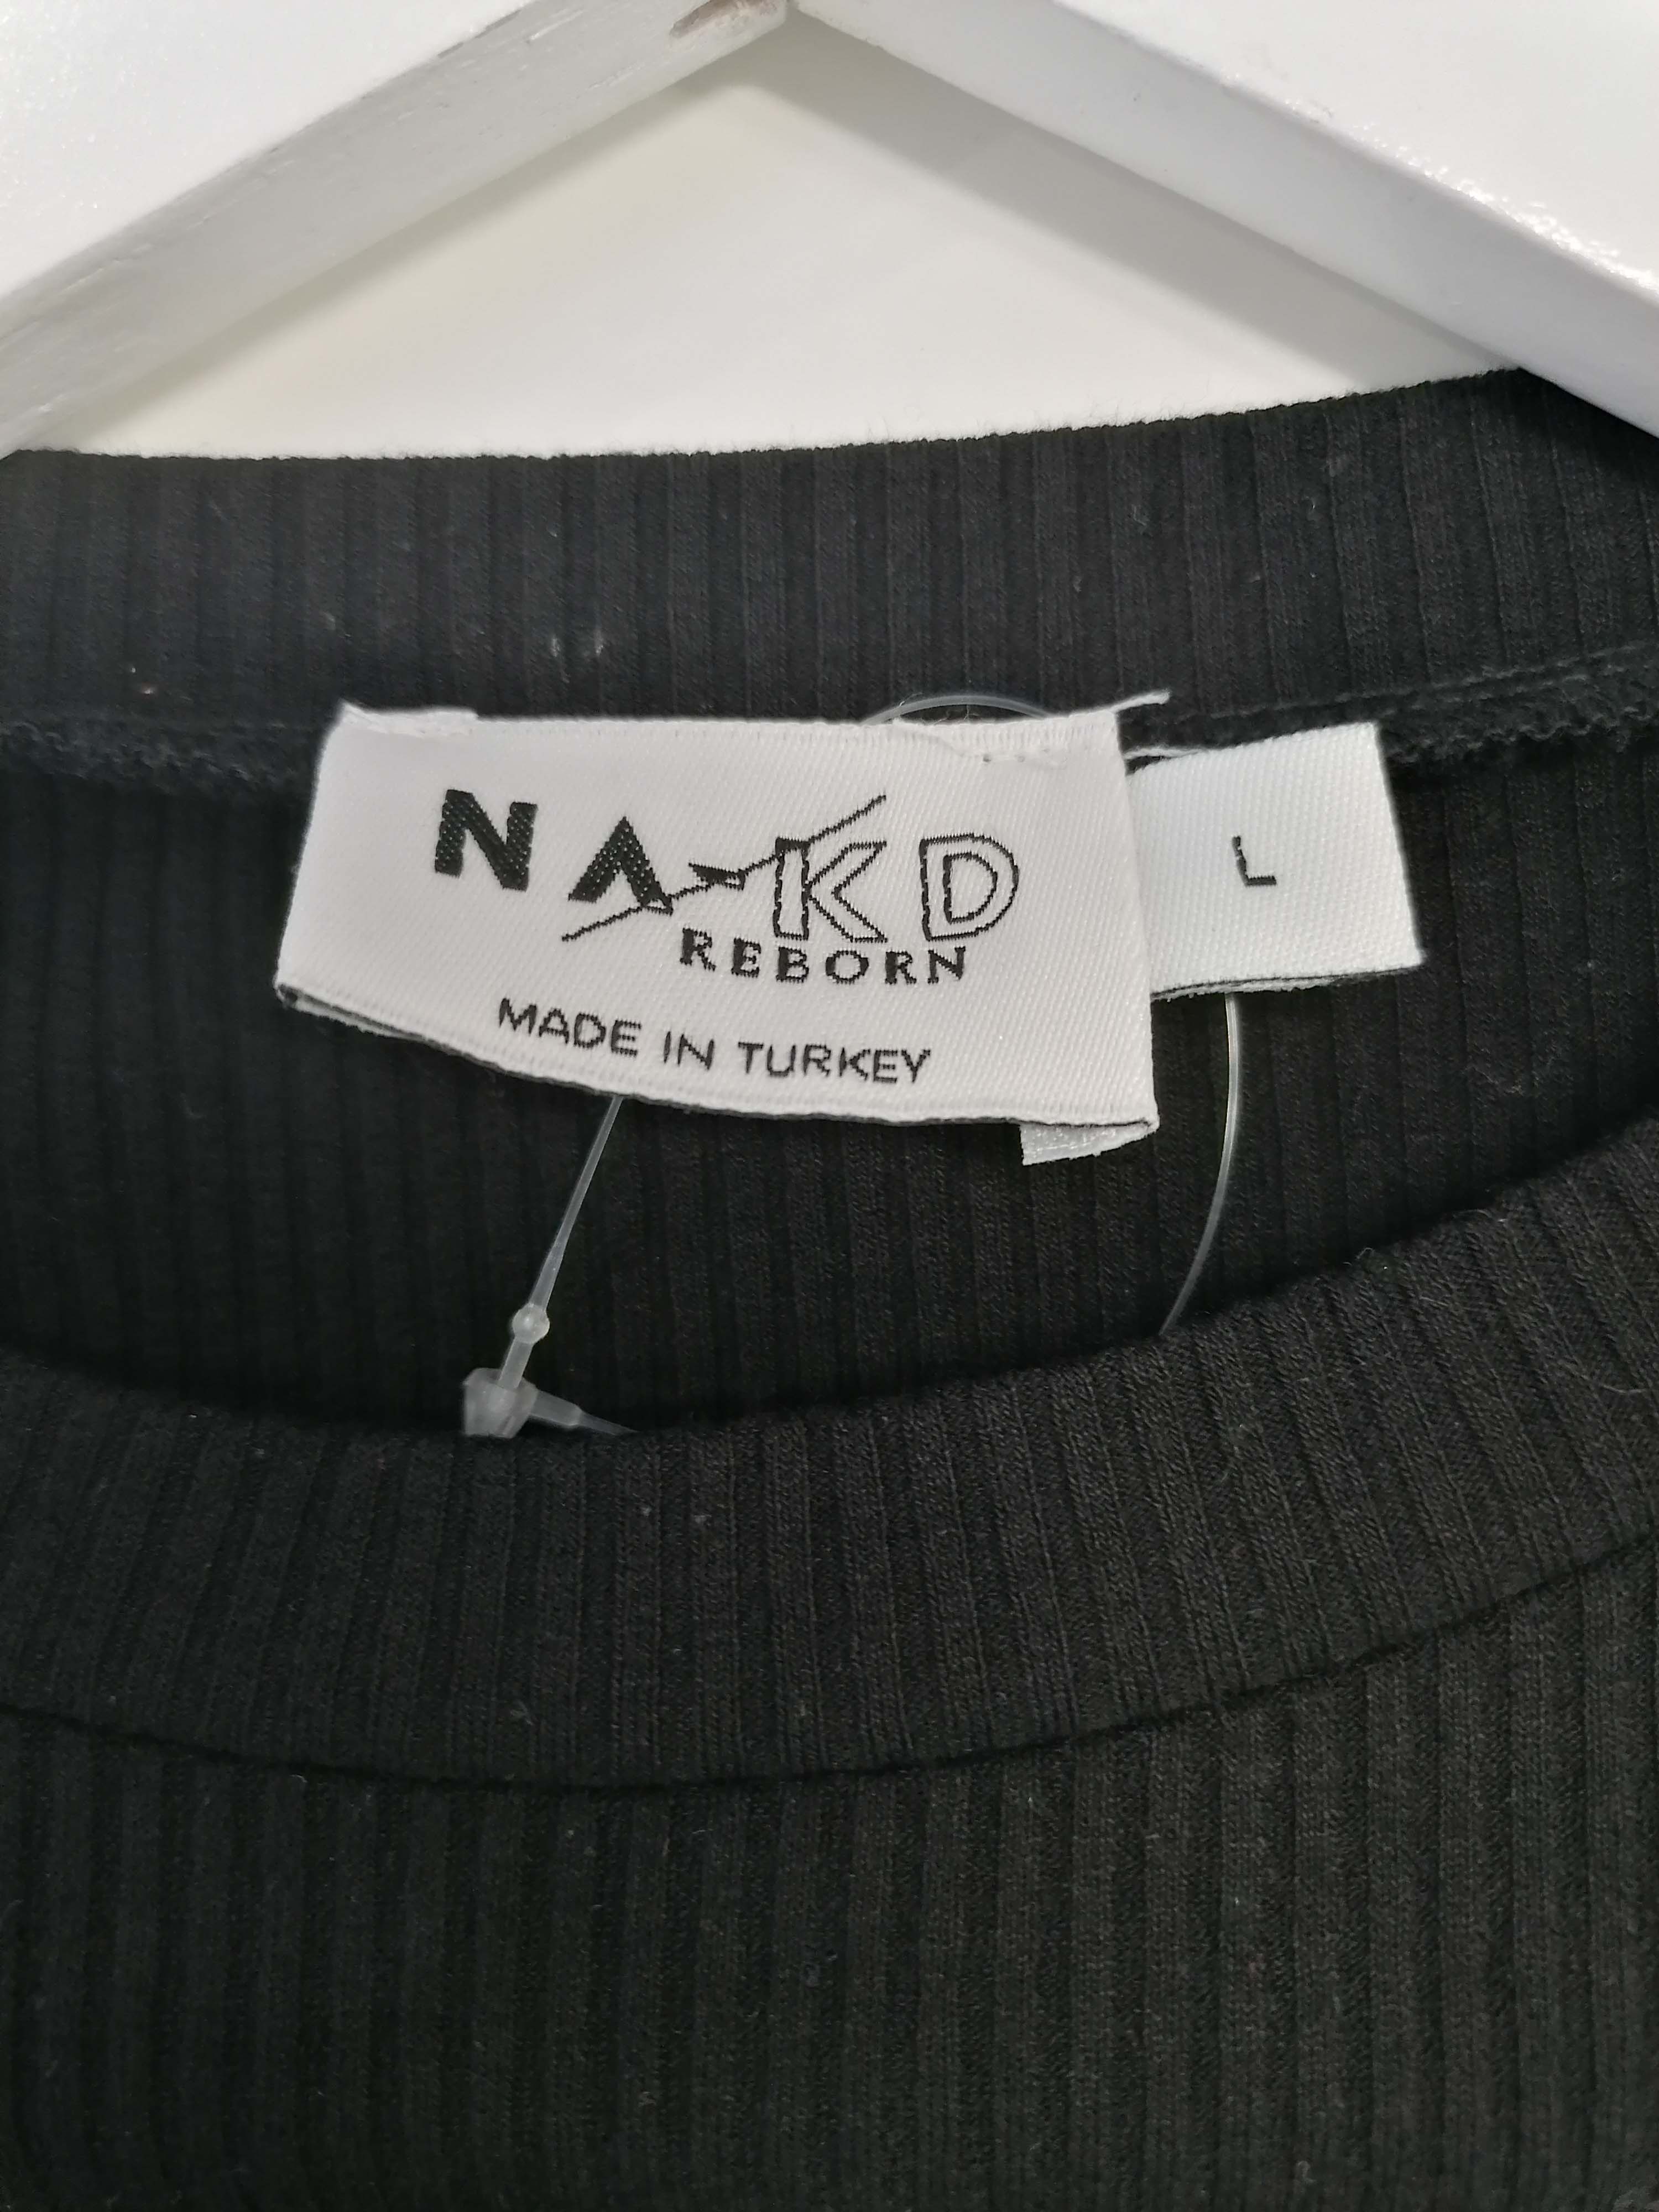 NA-KD
REBORN
MADE IN TURKEY
L